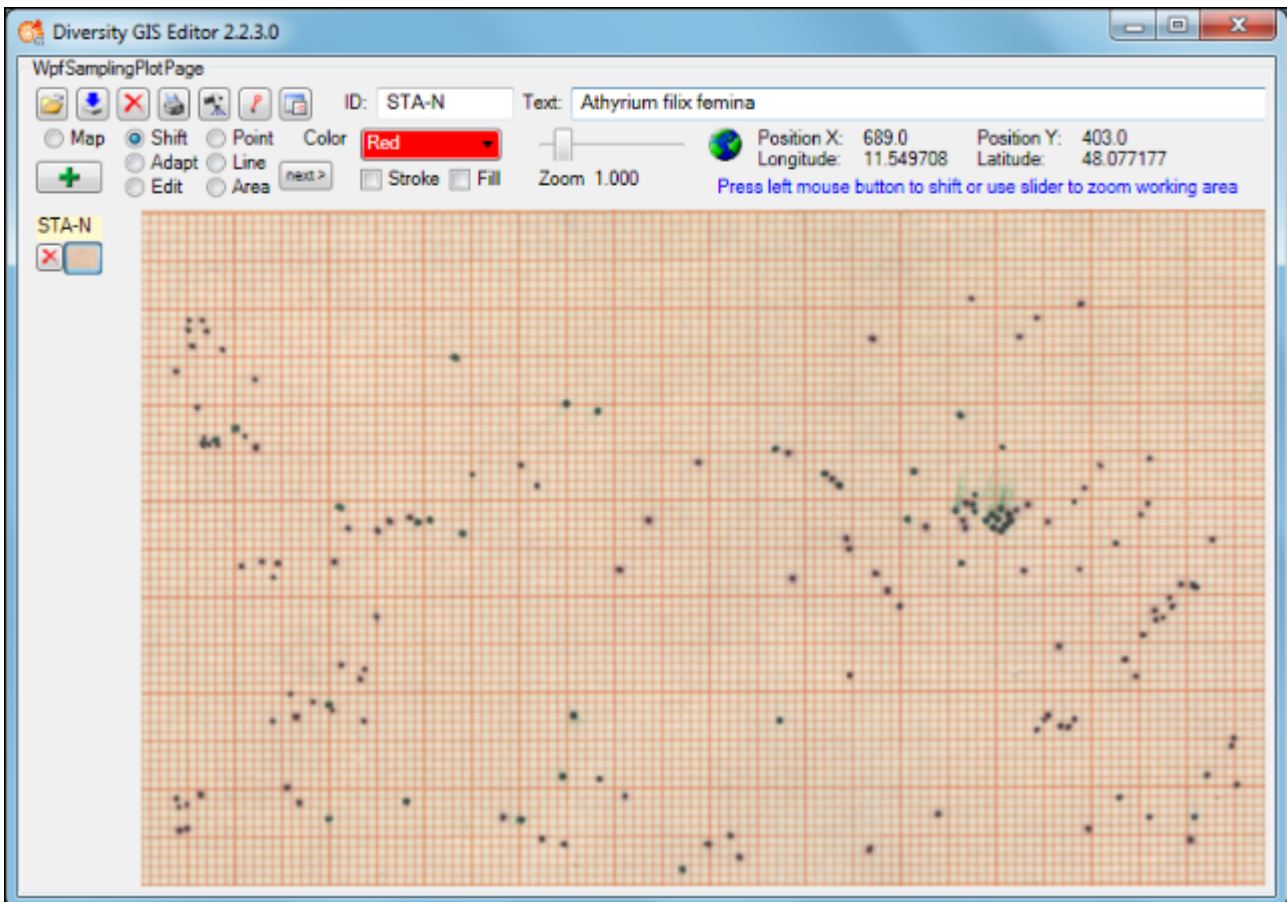 Diversity GIS Editor 2.2.3.0
WpfSamplingPlotPage
ID: STA-N Text: Athyrium filix femina
Map Shift Point Color Red Position X: 689.0 Position Y: 403.0
Adapt Line Longitude: 11.549708 Latitude: 48.077177
Edit Area next > Stroke Fill Zoom 1.000 Press left mouse button to shift or use slider to zoom working area
STA-N